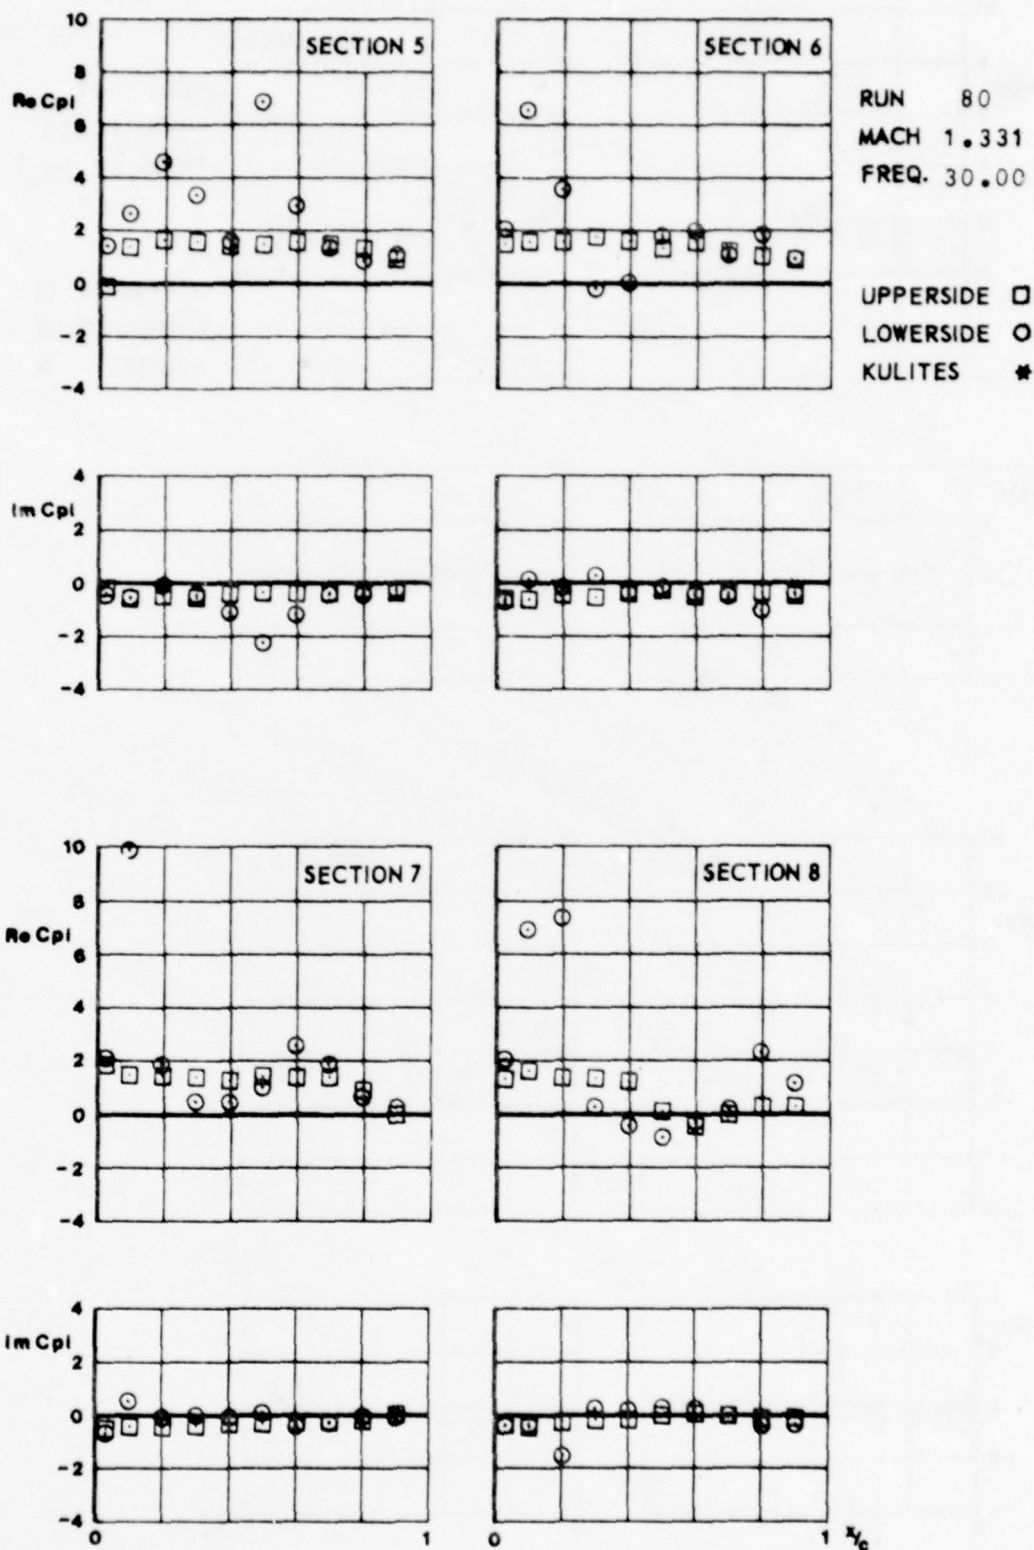 10
SECTION 5
SECTION 6
8
Re Cpi
6
4
2
0
-2
-4
RUN 80
MACH 1.331
FREQ. 30.00
UPPERSIDE □
LOWERSIDE ○
KULITES *
4
Im Cpi
2
0
-2
-4
10
SECTION 7
SECTION 8
8
Re Cpi
6
4
2
0
-2
-4
4
Im Cpi
2
0
-2
-4
0 1 0 1 x/c